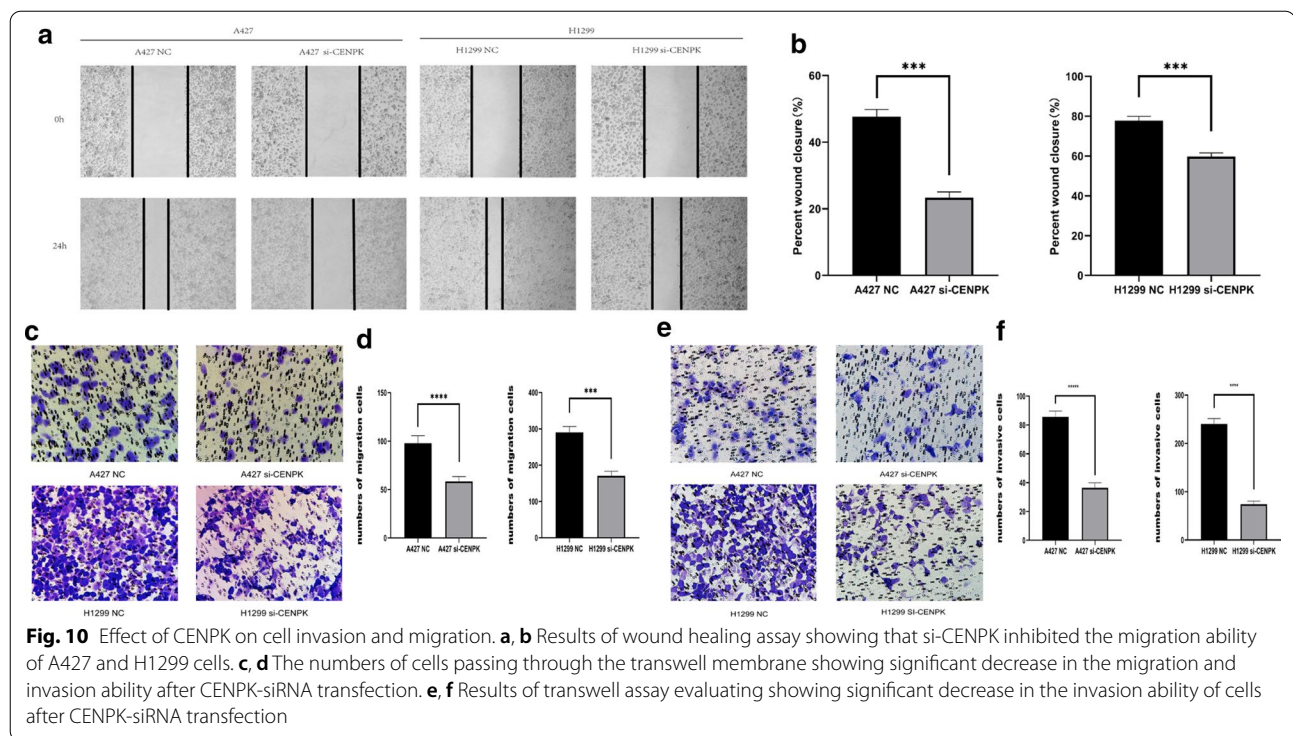 a
A427
H1299
A427 NC
A427 si-CENPK
H1299 NC
H1299 si-CENPK
0h
24h
b
***
Percent wound closure (%)
60
40
20
0
A427 NC A427 si-CENPK
***
Percent wound closure (%)
100
80
60
40
20
0
H1299 NC H1299 si-CENPK
c
A427 NC
A427 si-CENPK
H1299 NC
H1299 si-CENPK
d
****
numbers of migration cells
150
100
50
0
A427 NC A427 si-CENPK
***
numbers of migration cells
400
300
200
100
0
H1299 NC H1299 si-CENPK
e
A427 NC
A427 si-CENPK
H1299 NC
H1299 SI-CENPK
f
numbers of invasive cells
100
80
60
40
20
0
A427 NC A427 si-CENPK
numbers of invasive cells
300
200
100
0
H1299 NC H1299 si-CENPK
Fig. 10 Effect of CENPK on cell invasion and migration. a, b Results of wound healing assay showing that si-CENPK inhibited the migration ability
of A427 and H1299 cells. c, d The numbers of cells passing through the transwell membrane showing significant decrease in the migration and
invasion ability after CENPK-siRNA transfection. e, f Results of transwell assay evaluating showing significant decrease in the invasion ability of cells
after CENPK-siRNA transfection